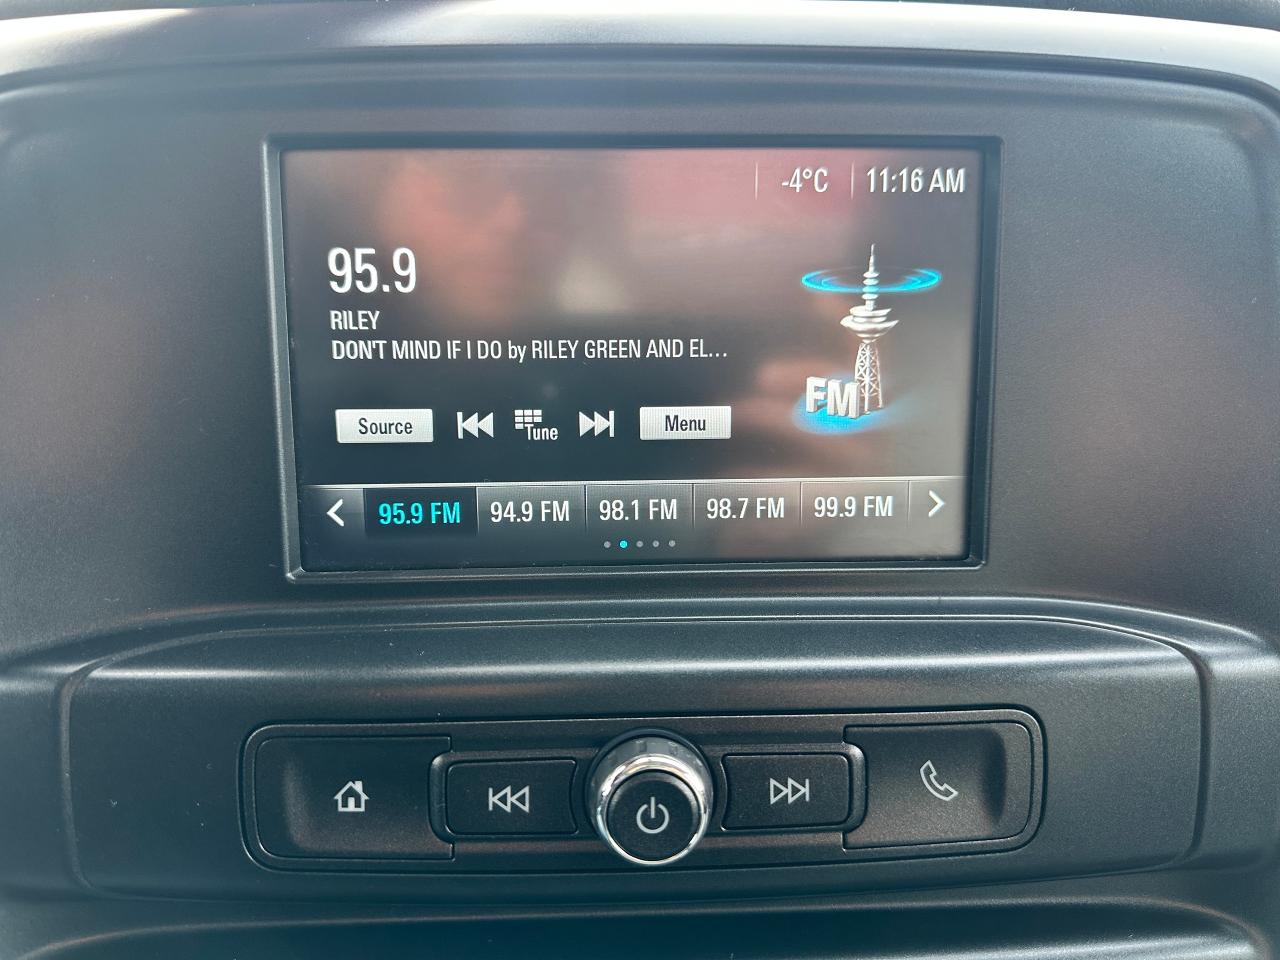 -4°C 11:16 AM
95.9
RILEY
DON'T MIND IF I DO by RILEY GREEN AND EL...
FM
Source Tune Menu
95.9 FM 94.9 FM 98.1 FM 98.7 FM 99.9 FM